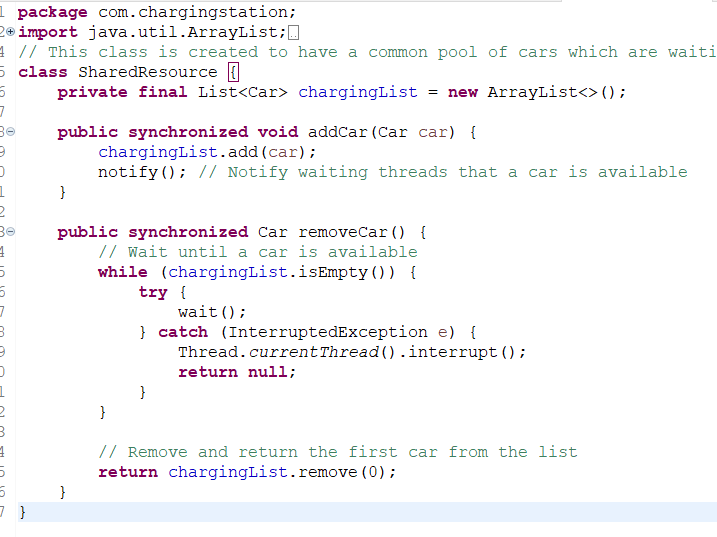 package com.chargingstation;
import java.util.ArrayList;
// This class is created to have a common pool of cars which are waiti
class SharedResource {
    private final List<Car> chargingList = new ArrayList<>();

    public synchronized void addCar(Car car) {
        chargingList.add(car);
        notify(); // Notify waiting threads that a car is available
    }

    public synchronized Car removeCar() {
        // Wait until a car is available
        while (chargingList.isEmpty()) {
            try {
                wait();
            } catch (InterruptedException e) {
                Thread.currentThread().interrupt();
                return null;
            }
        }

        // Remove and return the first car from the list
        return chargingList.remove(0);
    }
}